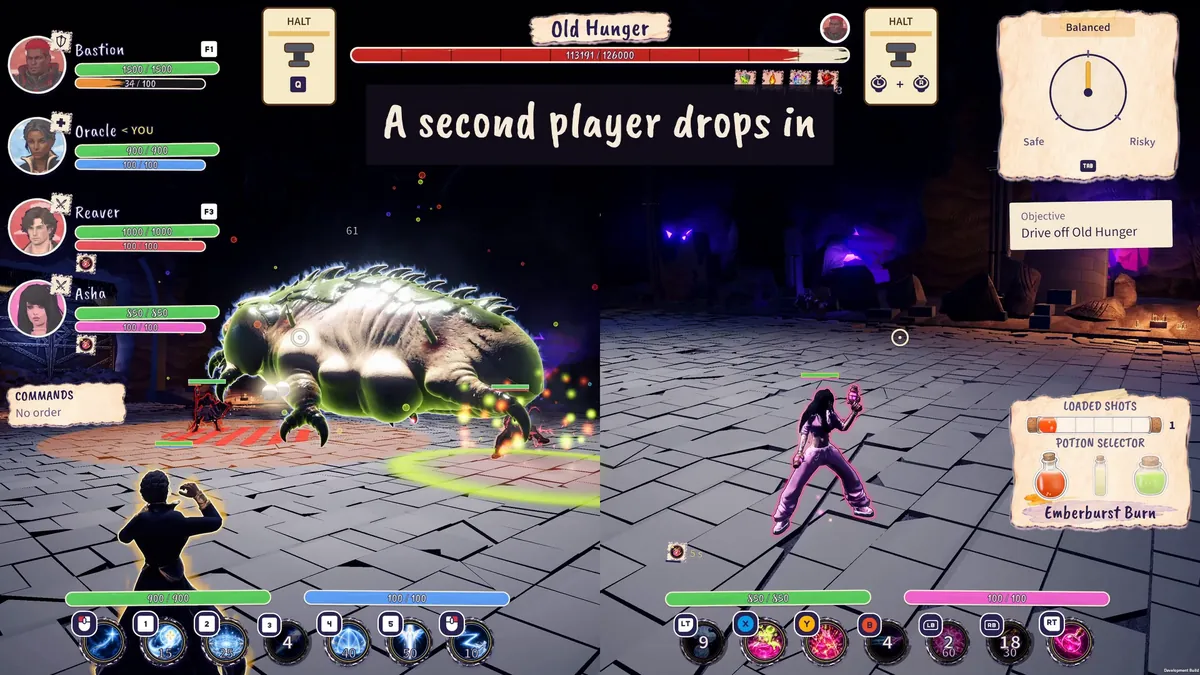 HALT
Q
Old Hunger
113191 / 126000
HALT
L + R
Balanced
Safe
Risky
TAB
A second player drops in
Bastion
F1
1500 / 1500
34 / 100
Oracle < YOU
900 / 900
100 / 100
Reaver
F3
1000 / 1000
100 / 100
Asha
850 / 850
100 / 100
COMMANDS
No order
61
Objective
Drive off Old Hunger
LOADED SHOTS
1
POTION SELECTOR
Emberburst Burn
900 / 900
100 / 100
1
2
3
4
5
4
850 / 850
100 / 100
LT
X
Y
B
LB
RB
RT
9
4
2
60
18
30
Development Build